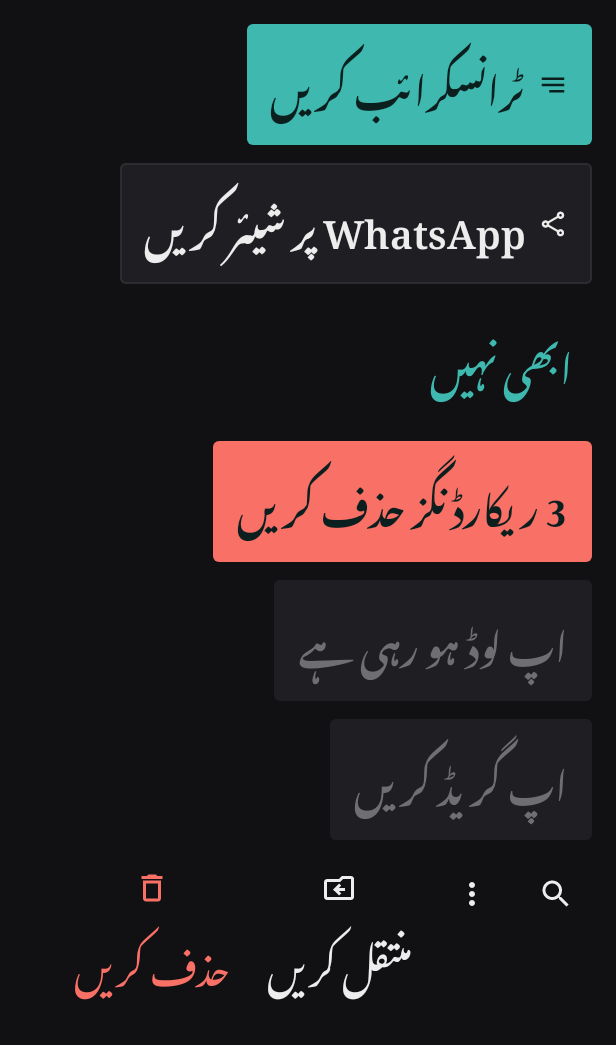 ٹرانسکرائب کریں
WhatsApp پر شیئر کریں
ابھی نہیں
3 ریکارڈنگز حذف کریں
اپ لوڈ ہو رہی ہے
اپ گریڈ کریں
منتقل کریں
حذف کریں